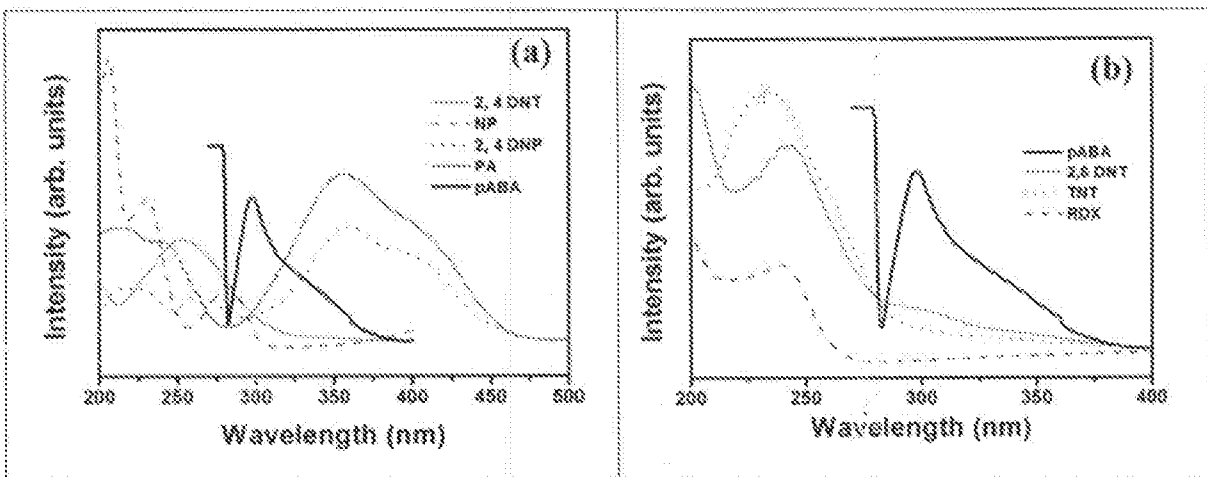 (a)
2, 4 DNT
NP
2, 4 DNP
PA
pABA
Intensity (arb. units)
200 250 300 350 400 450 500
Wavelength (nm)
(b)
pABA
2,6 DNT
TNT
RDX
Intensity (arb. units)
200 250 300 350 400
Wavelength (nm)